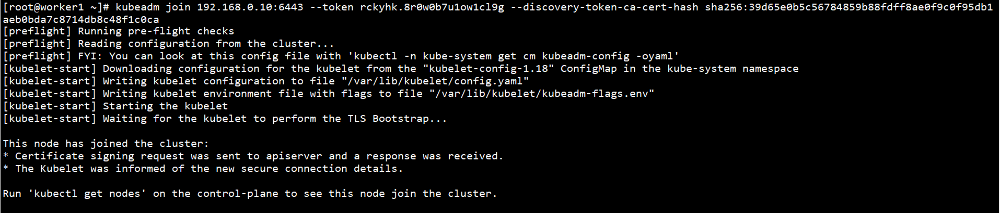 [root@worker1 ~]# kubeadm join 192.168.0.10:6443 --token rckyhk.8r0w0b7u1ow1cl9g --discovery-token-ca-cert-hash sha256:39d65e0b5c56784859b88fdff8ae0f9c0f95db1
aeb0bda7c8714db8c48f1c0ca
[preflight] Running pre-flight checks
[preflight] Reading configuration from the cluster...
[preflight] FYI: You can look at this config file with 'kubectl -n kube-system get cm kubeadm-config -oyaml'
[kubelet-start] Downloading configuration for the kubelet from the "kubelet-config-1.18" ConfigMap in the kube-system namespace
[kubelet-start] Writing kubelet configuration to file "/var/lib/kubelet/config.yaml"
[kubelet-start] Writing kubelet environment file with flags to file "/var/lib/kubelet/kubeadm-flags.env"
[kubelet-start] Starting the kubelet
[kubelet-start] Waiting for the kubelet to perform the TLS Bootstrap...
This node has joined the cluster:
* Certificate signing request was sent to apiserver and a response was received.
* The Kubelet was informed of the new secure connection details.
Run 'kubectl get nodes' on the control-plane to see this node join the cluster.